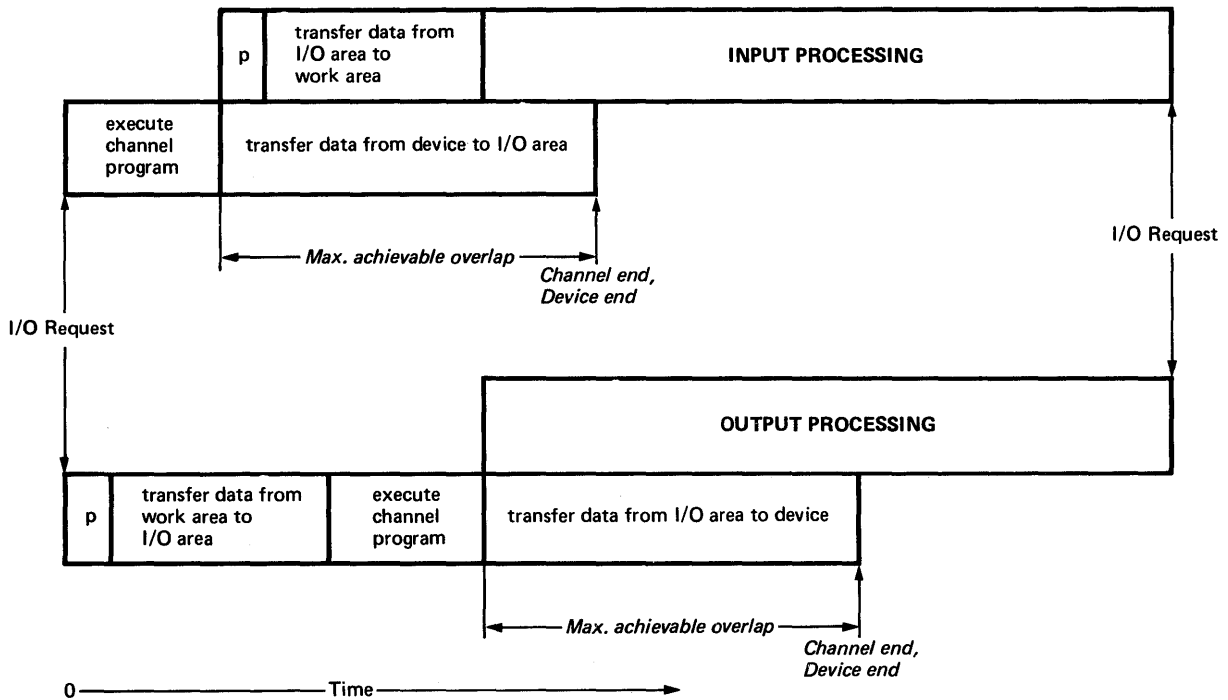 p
transfer data from
I/O area to
work area
INPUT PROCESSING
execute
channel
program
transfer data from device to I/O area
Max. achievable overlap
Channel end,
Device end
I/O Request
I/O Request
OUTPUT PROCESSING
p
transfer data from
work area to
I/O area
execute
channel
program
transfer data from I/O area to device
Max. achievable overlap
Channel end,
Device end
0
Time